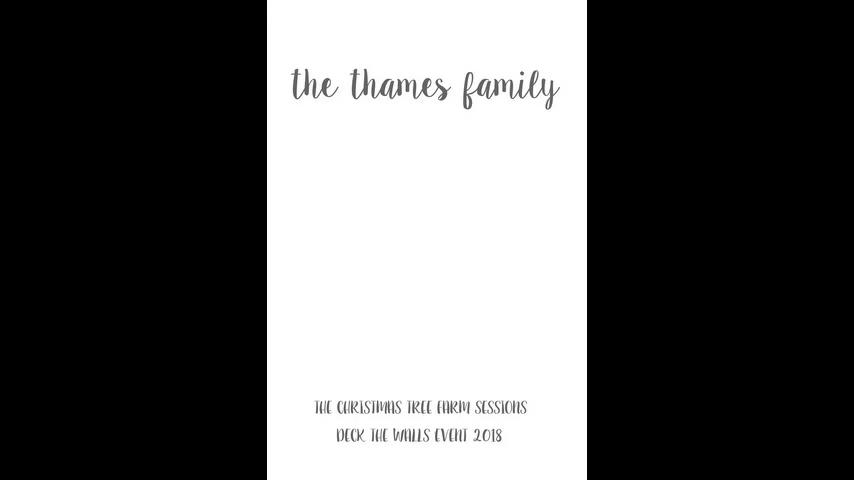 the thames family
THE CHRISTMAS TREE FARM SESSIONS
DECK THE WALLS EVENT 2018